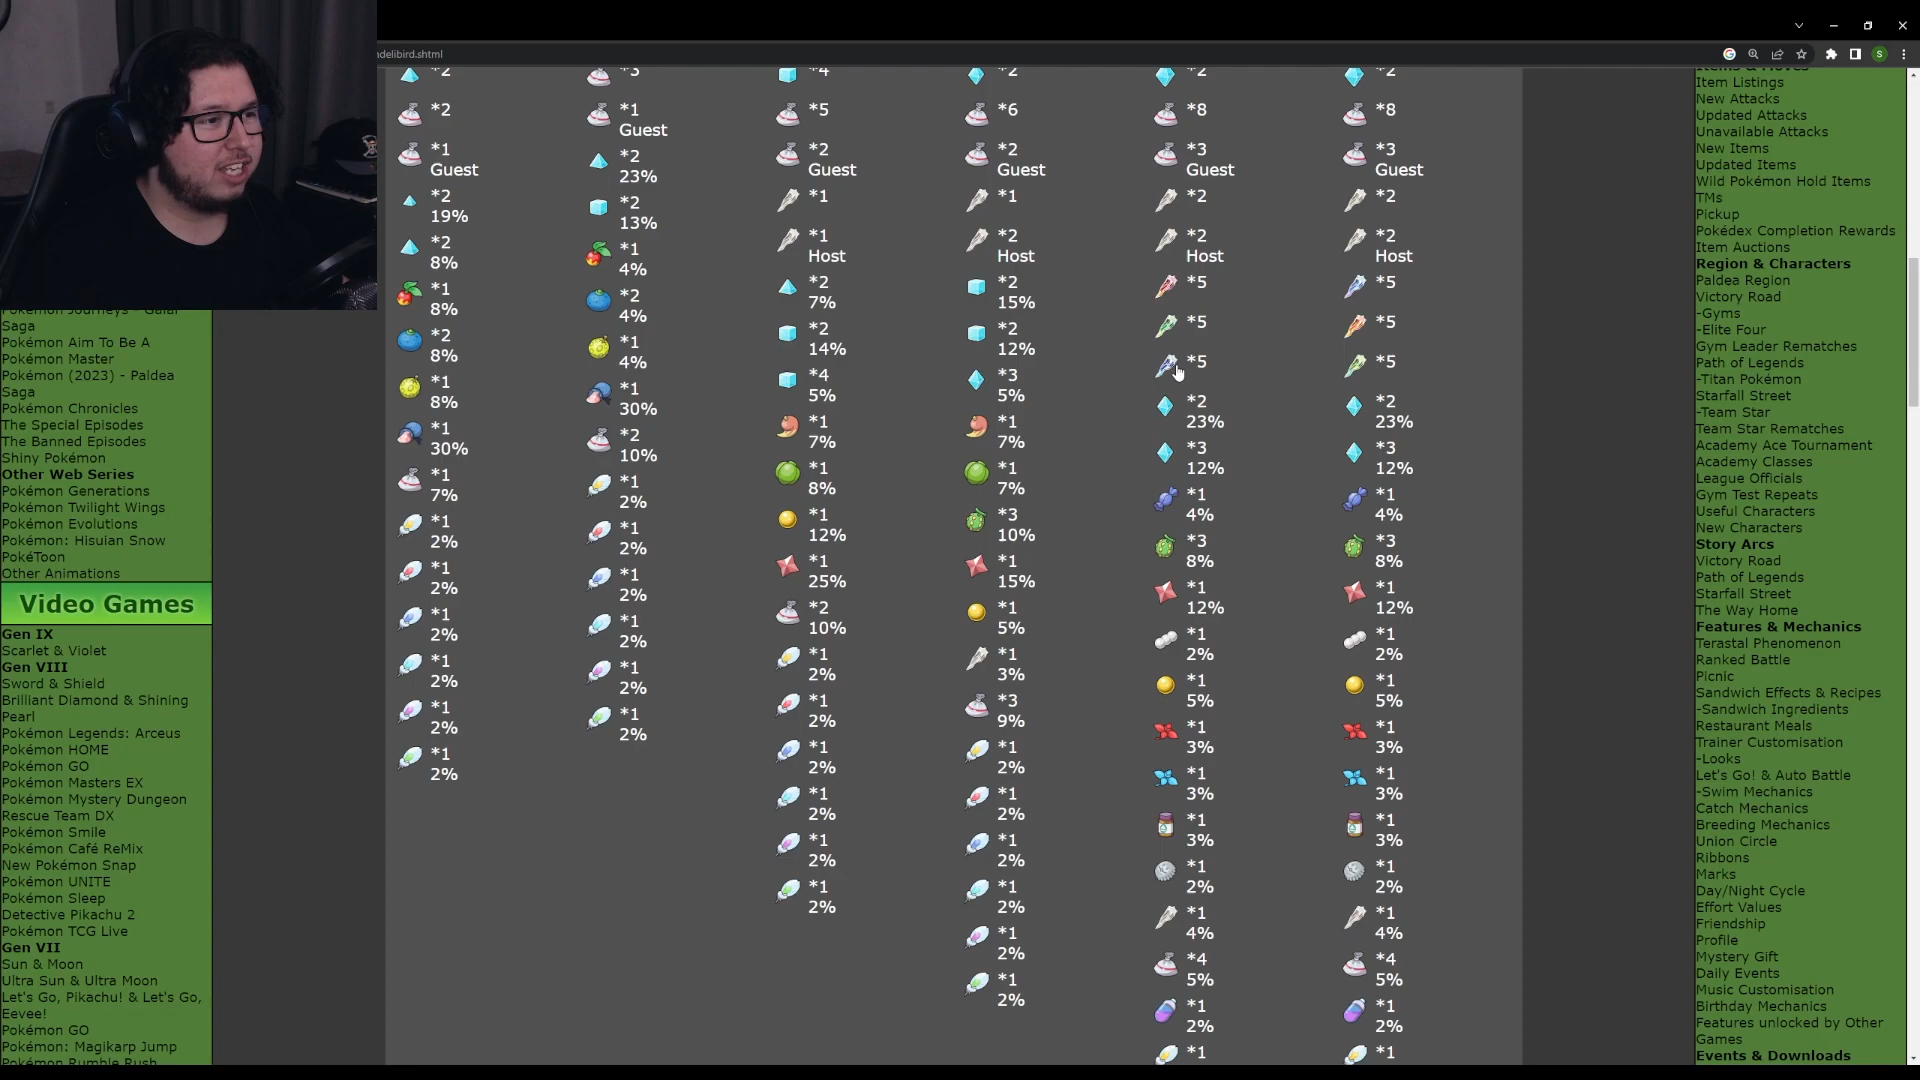 ndelibird.shtml
S
*2
*2
*1
Guest
*2
19%
*2
8%
*1
8%
*2
8%
*1
8%
*1
30%
*1
7%
*1
2%
*1
2%
*1
2%
*1
2%
*1
2%
*1
2%
*3
*1
Guest
*2
23%
*2
13%
*1
4%
*2
4%
*1
4%
*1
30%
*2
10%
*1
2%
*1
2%
*1
2%
*1
2%
*1
2%
*1
2%
*4
*5
*2
Guest
*1
*1
Host
*2
7%
*2
14%
*4
5%
*1
7%
*1
8%
*1
12%
*1
25%
*2
10%
*1
2%
*1
2%
*1
2%
*1
2%
*1
2%
*1
2%
*2
*6
*2
Guest
*1
*2
Host
*2
15%
*2
12%
*3
5%
*1
7%
*1
7%
*3
10%
*1
15%
*1
5%
*1
3%
*3
9%
*1
2%
*1
2%
*1
2%
*1
2%
*1
2%
*1
2%
*2
*8
*3
Guest
*2
*2
Host
*5
*5
*5
*2
23%
*3
12%
*1
4%
*3
8%
*1
12%
*1
2%
*1
5%
*1
3%
*1
3%
*1
3%
*1
2%
*1
4%
*4
5%
*1
2%
*1
*2
*8
*3
Guest
*2
*2
Host
*5
*5
*5
*2
23%
*3
12%
*1
4%
*3
8%
*1
12%
*1
2%
*1
5%
*1
3%
*1
3%
*1
3%
*1
2%
*1
4%
*4
5%
*1
2%
*1
Pokémon Journeys - Galar
Saga
Pokémon Aim To Be A
Pokémon Master
Pokémon (2023) - Paldea
Saga
Pokémon Chronicles
The Special Episodes
The Banned Episodes
Shiny Pokémon
Other Web Series
Pokémon Generations
Pokémon Twilight Wings
Pokémon Evolutions
Pokémon: Hisuian Snow
PokéToon
Other Animations
Video Games
Gen IX
Scarlet & Violet
Gen VIII
Sword & Shield
Brilliant Diamond & Shining
Pearl
Pokémon Legends: Arceus
Pokémon HOME
Pokémon GO
Pokémon Masters EX
Pokémon Mystery Dungeon
Rescue Team DX
Pokémon Smile
Pokémon Café ReMix
New Pokémon Snap
Pokémon UNITE
Pokémon Sleep
Detective Pikachu 2
Pokémon TCG Live
Gen VII
Sun & Moon
Ultra Sun & Ultra Moon
Let's Go, Pikachu! & Let's Go,
Eevee!
Pokémon GO
Pokémon: Magikarp Jump
Pokémon Rumble Rush
Items & Moves
Item Listings
New Attacks
Updated Attacks
Unavailable Attacks
New Items
Updated Items
Wild Pokémon Hold Items
TMs
Pickup
Pokédex Completion Rewards
Item Auctions
Region & Characters
Paldea Region
Victory Road
-Gyms
-Elite Four
Gym Leader Rematches
Path of Legends
-Titan Pokémon
Starfall Street
-Team Star
Team Star Rematches
Academy Ace Tournament
Academy Classes
League Officials
Gym Test Repeats
Useful Characters
New Characters
Story Arcs
Victory Road
Path of Legends
Starfall Street
The Way Home
Features & Mechanics
Terastal Phenomenon
Ranked Battle
Picnic
Sandwich Effects & Recipes
-Sandwich Ingredients
Restaurant Meals
Trainer Customisation
-Looks
Let's Go! & Auto Battle
-Swim Mechanics
Catch Mechanics
Breeding Mechanics
Union Circle
Ribbons
Marks
Day/Night Cycle
Effort Values
Friendship
Profile
Mystery Gift
Daily Events
Music Customisation
Birthday Mechanics
Features unlocked by Other
Games
Events & Downloads